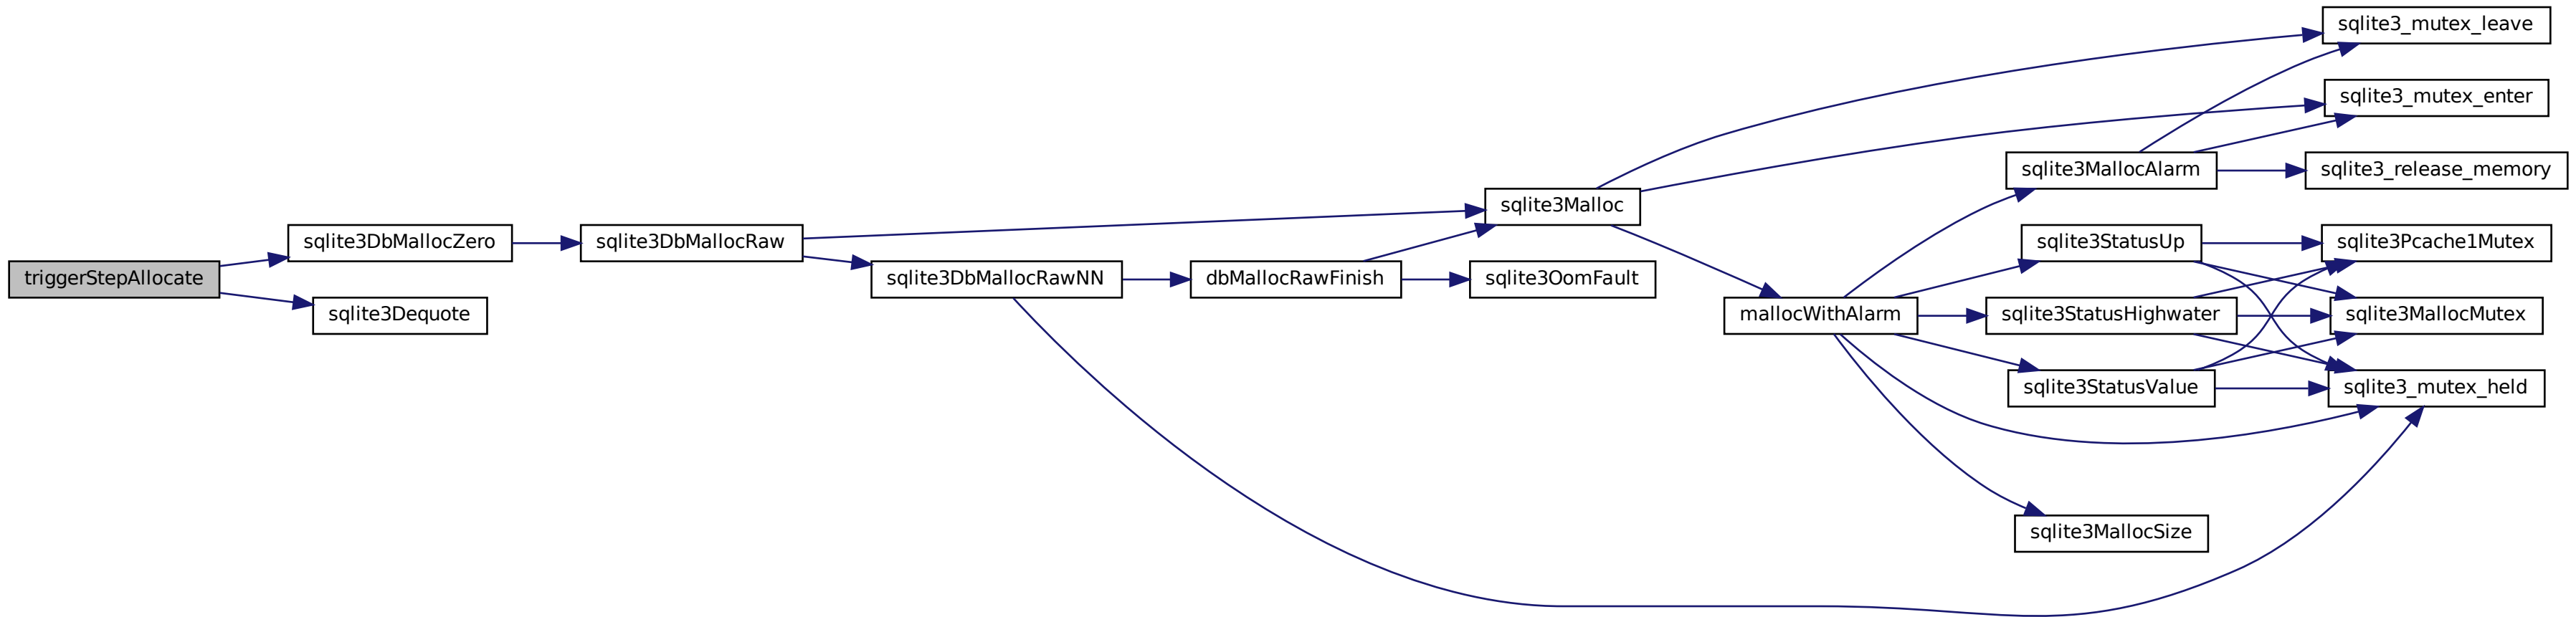 triggerStepAllocate
sqlite3DbMallocZero
sqlite3Dequote
sqlite3DbMallocRaw
sqlite3DbMallocRawNN
dbMallocRawFinish
sqlite3Malloc
sqlite3OomFault
mallocWithAlarm
sqlite3MallocAlarm
sqlite3StatusUp
sqlite3StatusHighwater
sqlite3StatusValue
sqlite3MallocSize
sqlite3_mutex_leave
sqlite3_mutex_enter
sqlite3_release_memory
sqlite3Pcache1Mutex
sqlite3MallocMutex
sqlite3_mutex_held